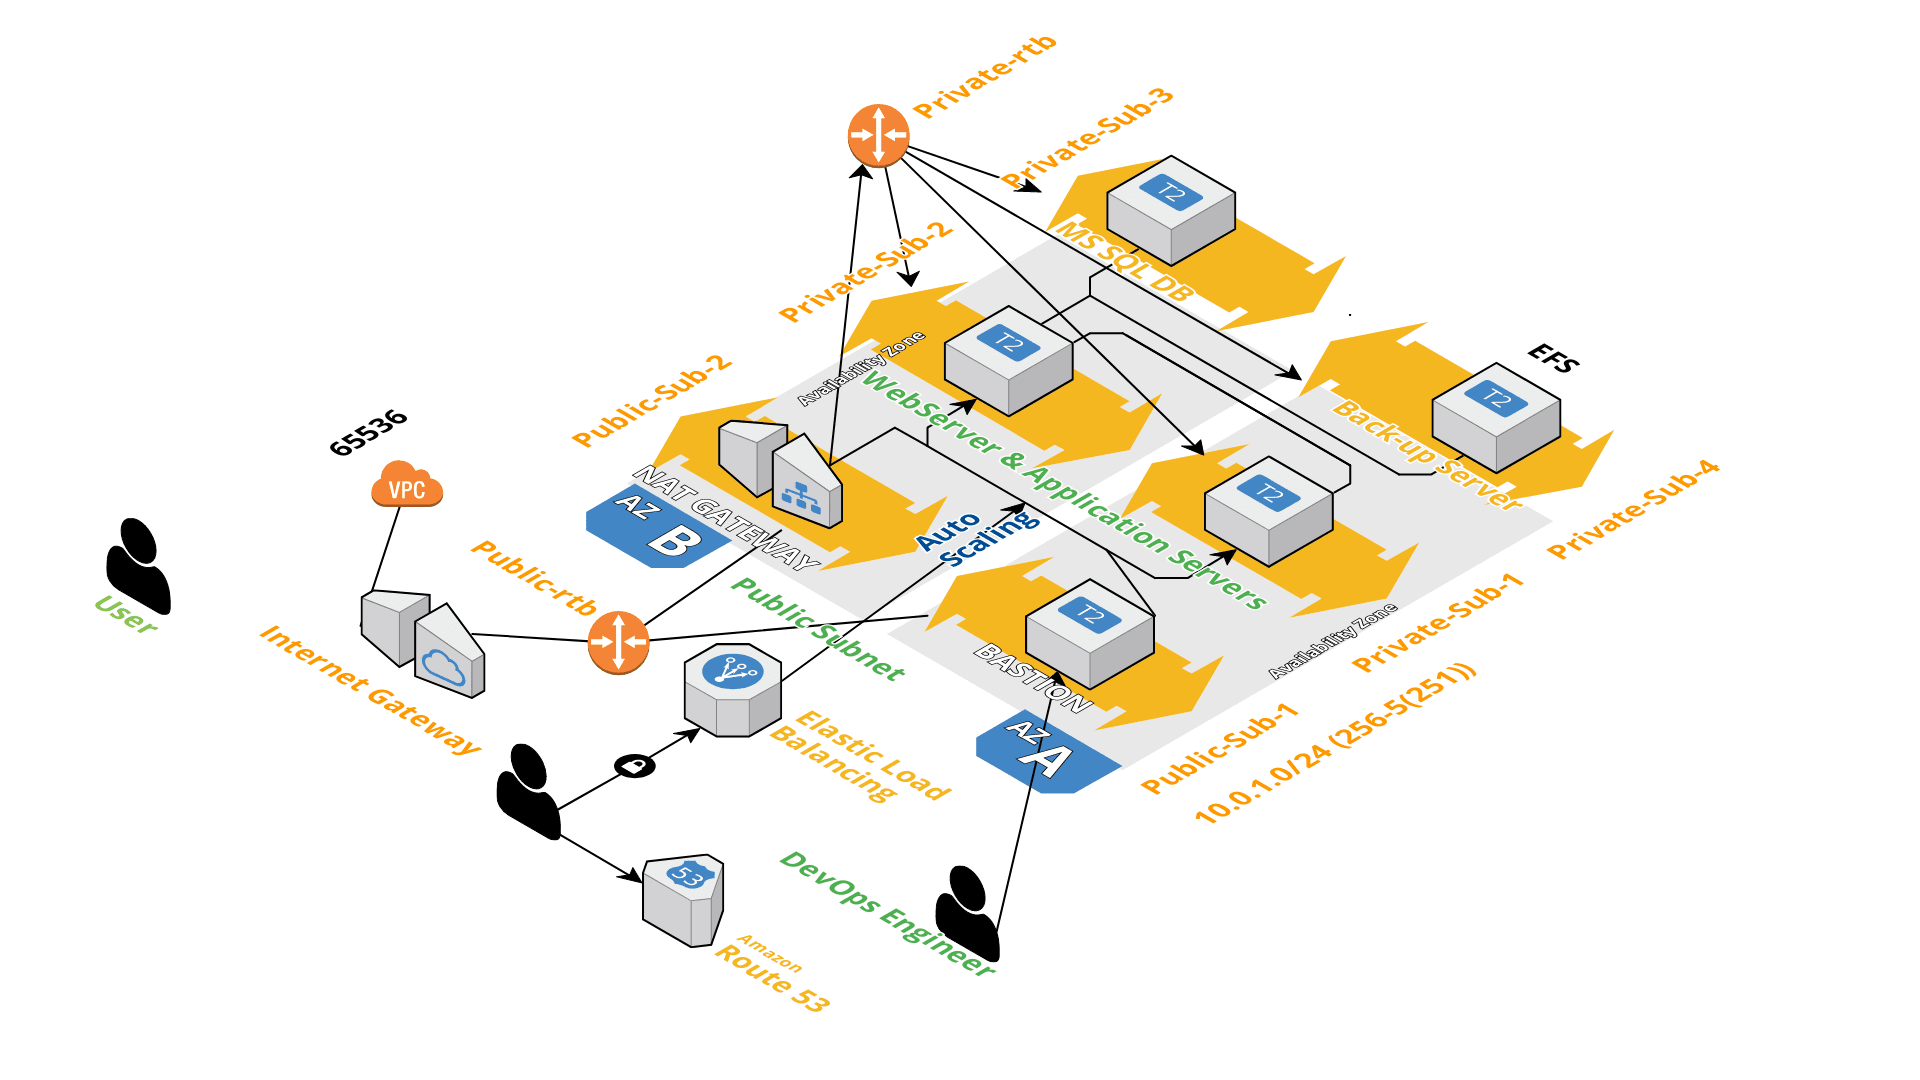 Private-rtb
Private-Sub-3
T2
MS SQL DB
Private-Sub-2
T2
Availability Zone
WebServer & Application Servers
EFS
T2
Back-up Server
Private-Sub-4
Public-Sub-2
65536
VPC
NAT GATEWAY
AZ
B
Auto
Scaling
T2
Public-rtb
Public Subnet
User
Internet Gateway
T2
BASTION
Availability Zone
Private-Sub-1
AZ
A
Public-Sub-1
10.0.1.0/24 (256-5(251))
Elastic Load
Balancing
53
Amazon
Route 53
DevOps Engineer